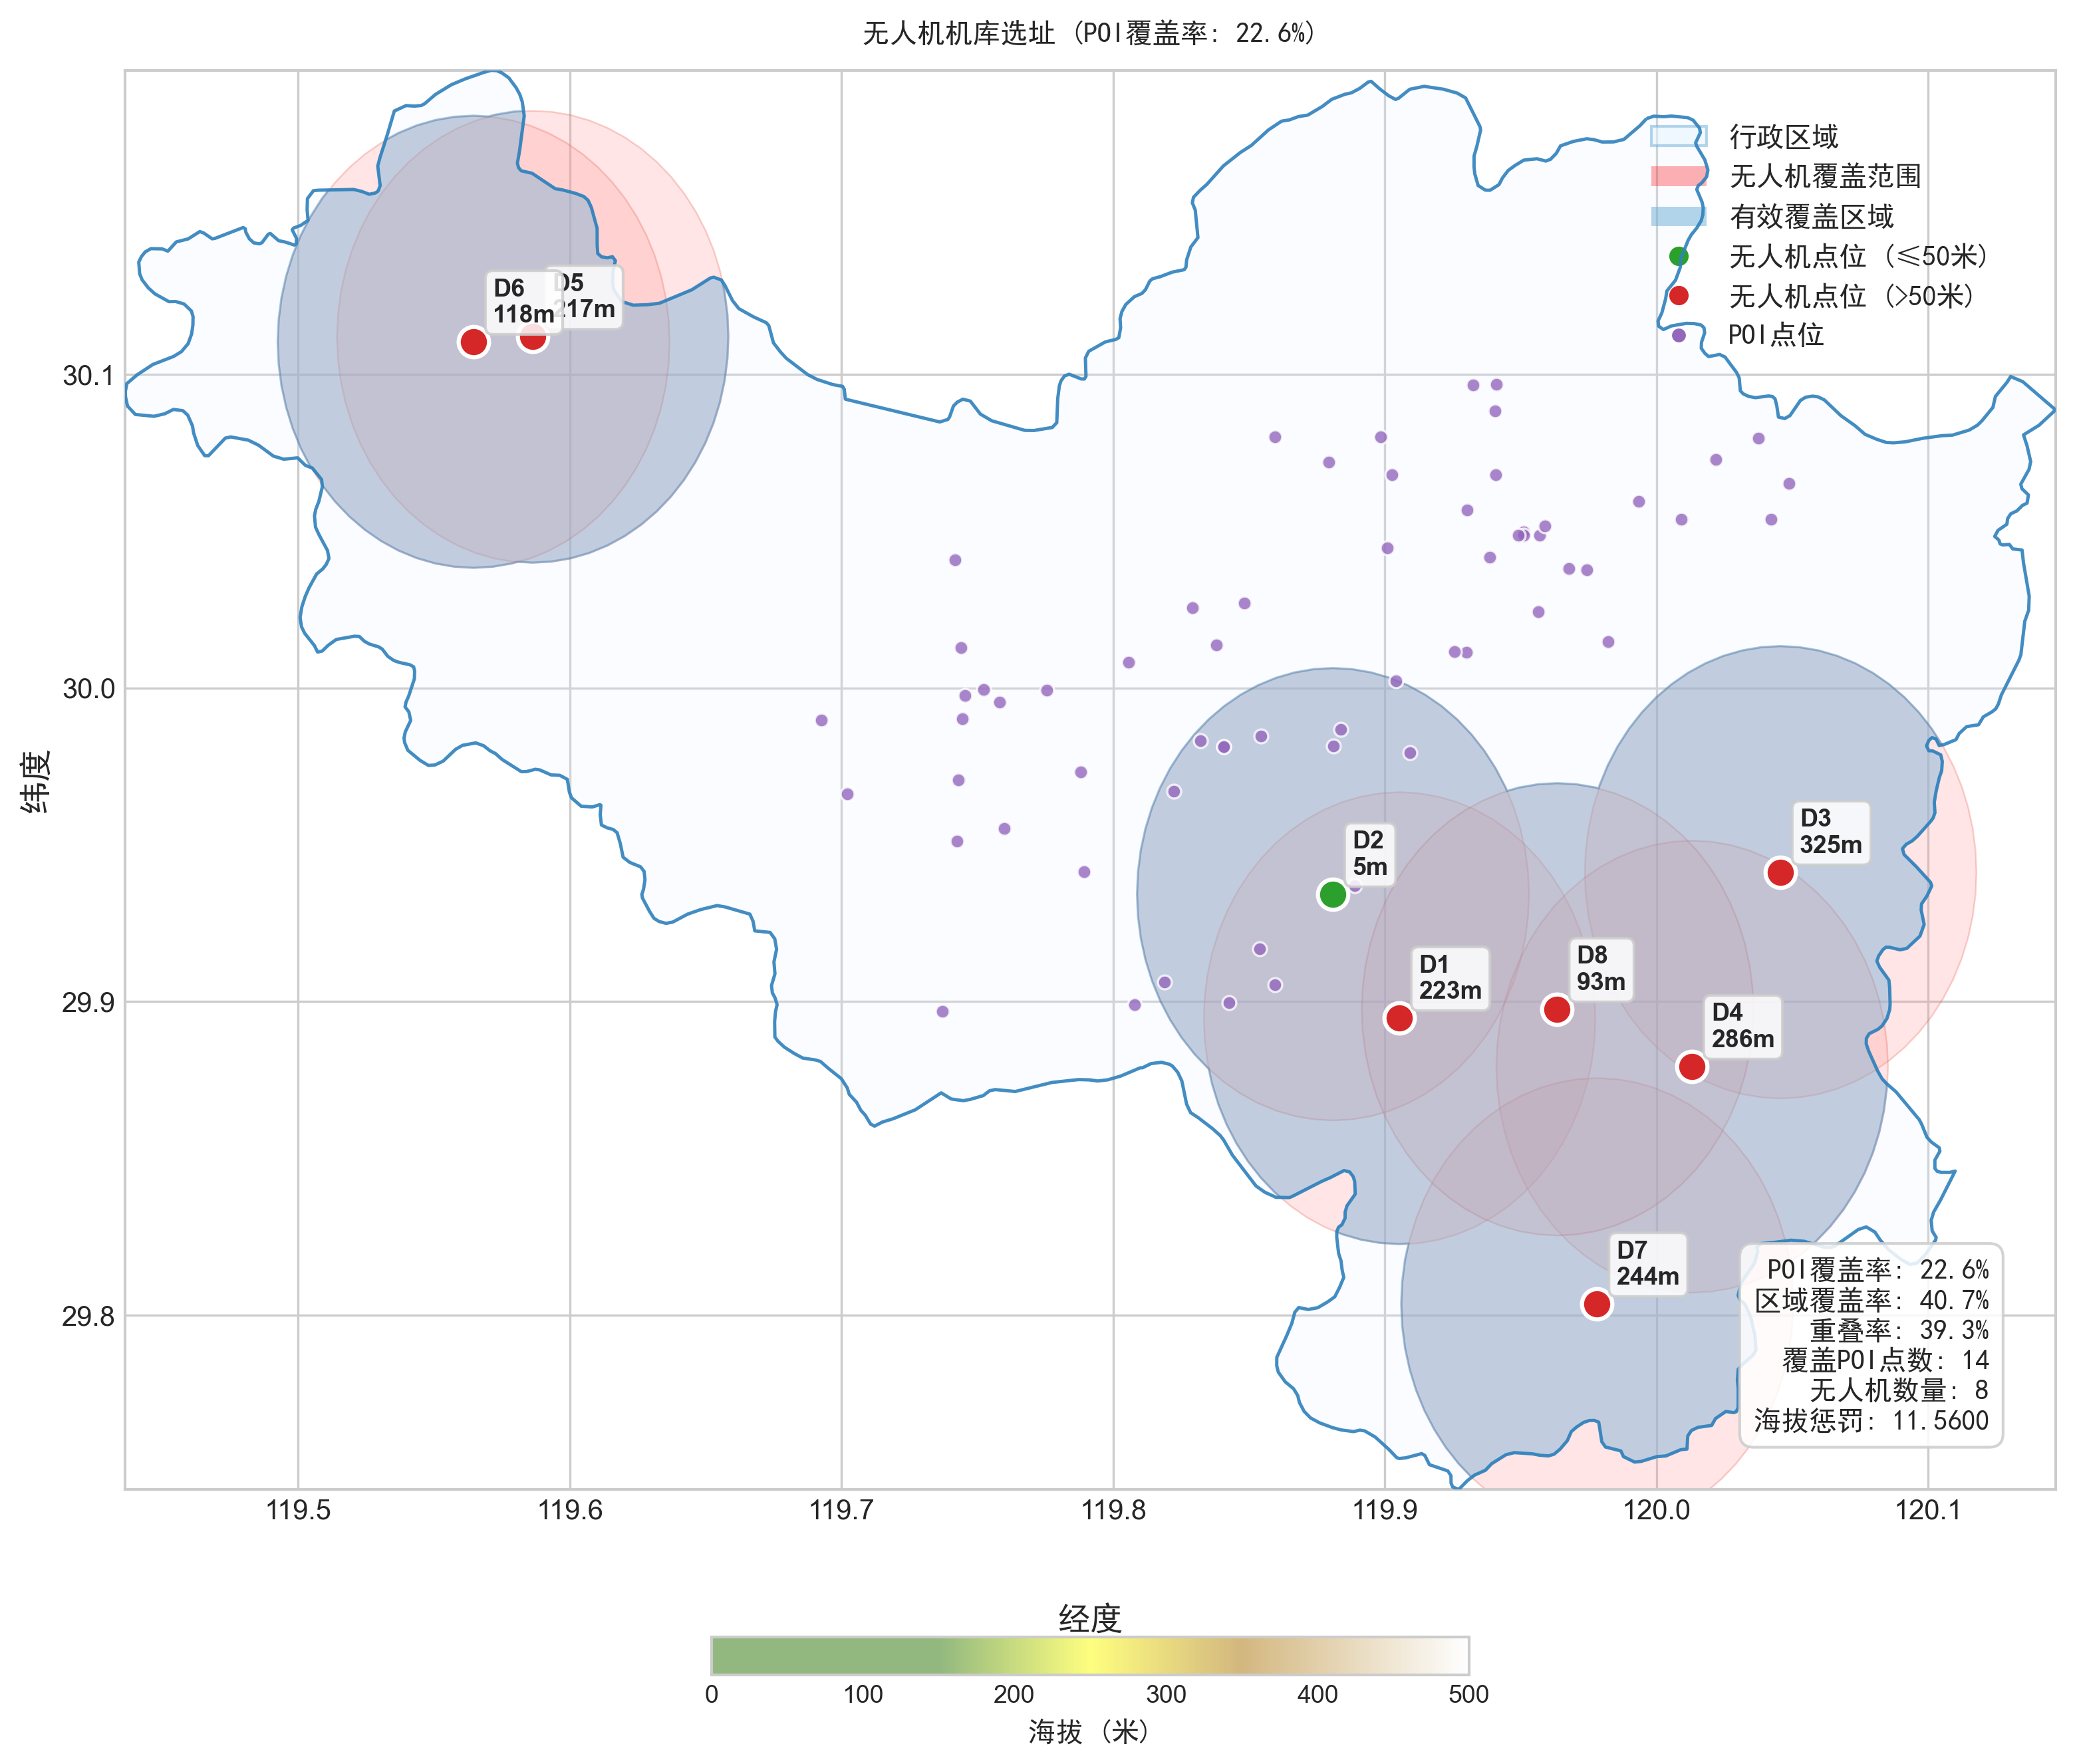 无人机机库选址 (POI覆盖率: 22.6%)
行政区域
无人机覆盖范围
有效覆盖区域
无人机点位 (≤50米)
无人机点位 (>50米)
POI点位
D6
118m
D5
217m
D2
5m
D3
325m
D1
223m
D8
93m
D4
286m
D7
244m
POI覆盖率: 22.6%
区域覆盖率: 40.7%
重叠率: 39.3%
覆盖POI点数: 14
无人机数量: 8
海拔惩罚: 11.5600
纬度
30.1
30.0
29.9
29.8
119.5 119.6 119.7 119.8 119.9 120.0 120.1
经度
0 100 200 300 400 500
海拔 (米)